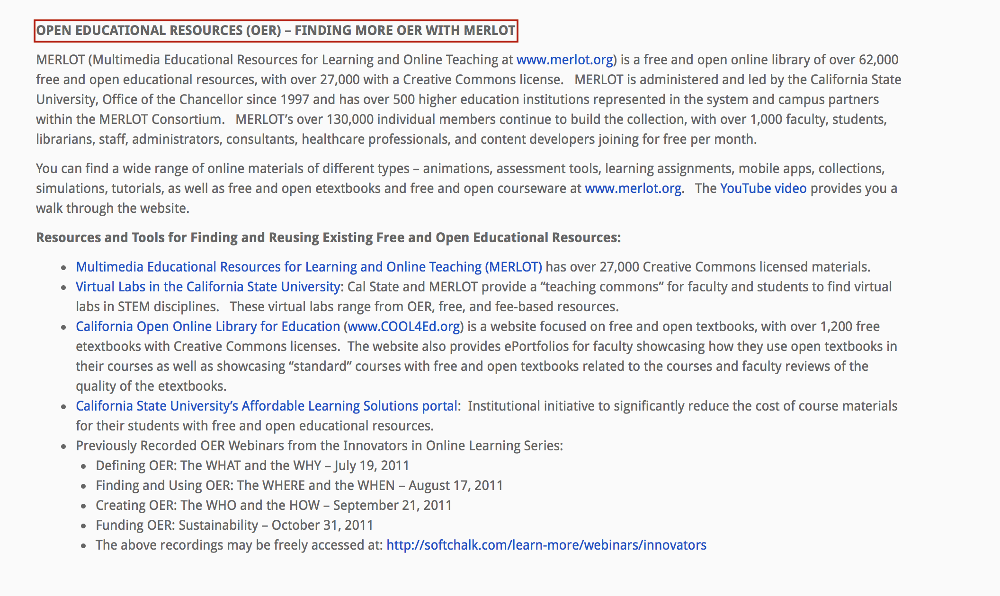 OPEN EDUCATIONAL RESOURCES (OER) – FINDING MORE OER WITH MERLOT
MERLOT (Multimedia Educational Resources for Learning and Online Teaching at www.merlot.org) is a free and open online library of over 62,000
free and open educational resources, with over 27,000 with a Creative Commons license.   MERLOT is administered and led by the California State
University, Office of the Chancellor since 1997 and has over 500 higher education institutions represented in the system and campus partners
within the MERLOT Consortium.   MERLOT’s over 130,000 individual members continue to build the collection, with over 1,000 faculty, students,
librarians, staff, administrators, consultants, healthcare professionals, and content developers joining for free per month.
You can find a wide range of online materials of different types – animations, assessment tools, learning assignments, mobile apps, collections,
simulations, tutorials, as well as free and open etextbooks and free and open courseware at www.merlot.org.   The YouTube video provides you a
walk through the website.
Resources and Tools for Finding and Reusing Existing Free and Open Educational Resources:
• Multimedia Educational Resources for Learning and Online Teaching (MERLOT) has over 27,000 Creative Commons licensed materials.
• Virtual Labs in the California State University: Cal State and MERLOT provide a “teaching commons” for faculty and students to find virtual
labs in STEM disciplines.   These virtual labs range from OER, free, and fee-based resources.
• California Open Online Library for Education (www.COOL4Ed.org) is a website focused on free and open textbooks, with over 1,200 free
etextbooks with Creative Commons licenses.  The website also provides ePortfolios for faculty showcasing how they use open textbooks in
their courses as well as showcasing “standard” courses with free and open textbooks related to the courses and faculty reviews of the
quality of the etextbooks.
• California State University’s Affordable Learning Solutions portal:  Institutional initiative to significantly reduce the cost of course materials
for their students with free and open educational resources.
• Previously Recorded OER Webinars from the Innovators in Online Learning Series:
• Defining OER: The WHAT and the WHY – July 19, 2011
• Finding and Using OER: The WHERE and the WHEN – August 17, 2011
• Creating OER: The WHO and the HOW – September 21, 2011
• Funding OER: Sustainability – October 31, 2011
• The above recordings may be freely accessed at: http://softchalk.com/learn-more/webinars/innovators